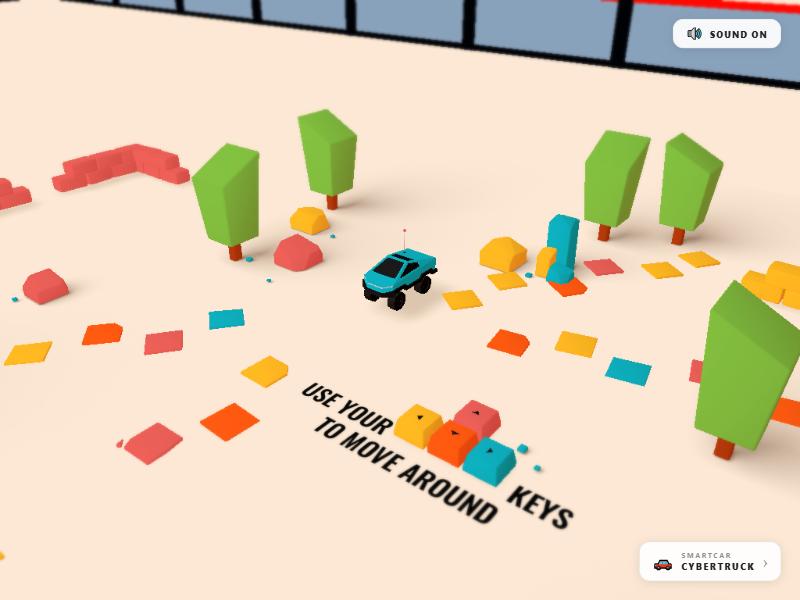 SOUND ON
USE YOUR KEYS
TO MOVE AROUND
SMARTCAR
CYBERTRUCK